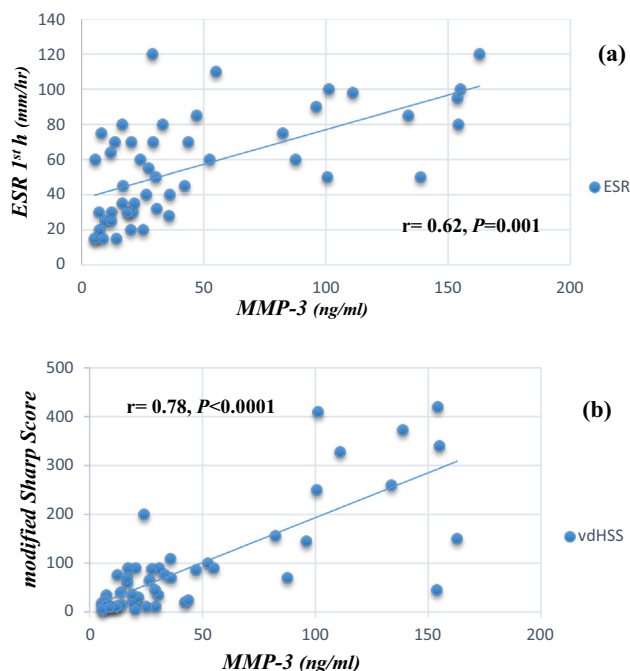 140
120
100
80
60
40
20
0
0 50 100 150 200
ESR 1st h (mm/hr)
MMP-3 (ng/ml)
(a)
ESR
r= 0.62, P=0.001
500
400
300
200
100
0
0 50 100 150 200
modified Sharp Score
MMP-3 (ng/ml)
r= 0.78, P<0.0001
(b)
vdHSS